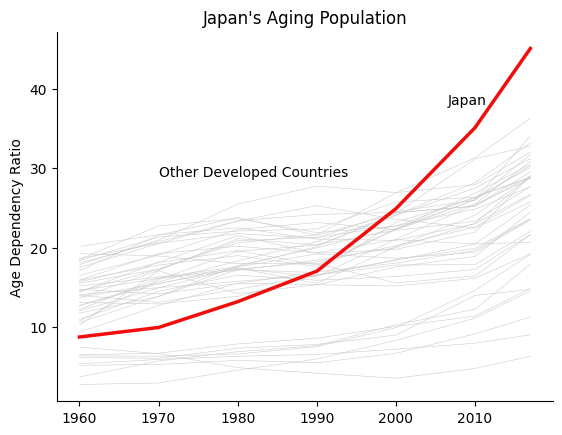 Japan's Aging Population
Age Dependency Ratio
40
30
20
10
Japan
Other Developed Countries
1960 1970 1980 1990 2000 2010